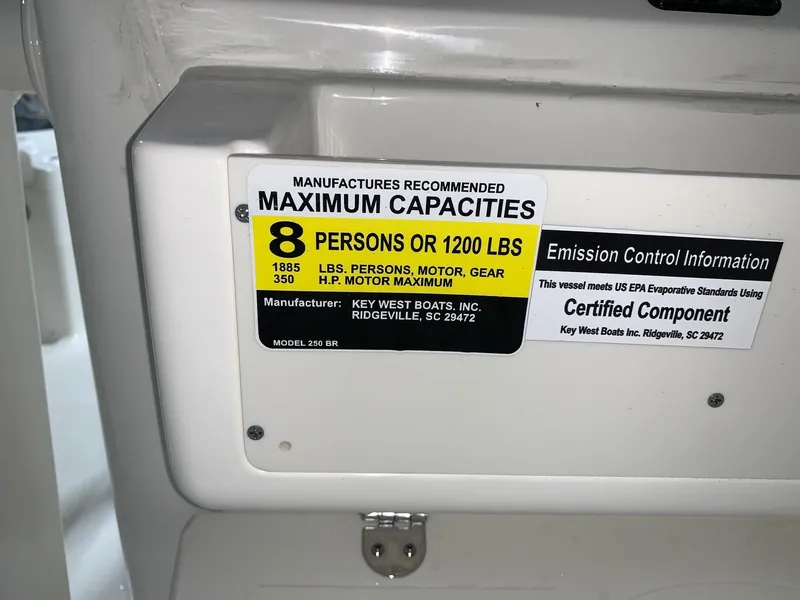 MANUFACTURES RECOMMENDED
MAXIMUM CAPACITIES
8 PERSONS OR 1200 LBS
1885 LBS. PERSONS, MOTOR, GEAR
350 H.P. MOTOR MAXIMUM
Manufacturer: KEY WEST BOATS. INC.
RIDGEVILLE, SC 29472
MODEL 250 BR
Emission Control Information
This vessel meets US EPA Evaporative Standards Using
Certified Component
Key West Boats Inc. Ridgeville, SC 29472